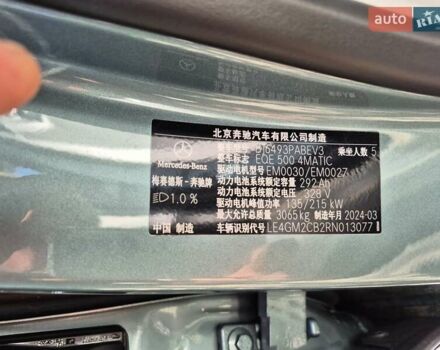 auto RIA
北京奔驰汽车有限公司制造
整车型号 BJ6493PABEV3 乘坐人数 5
整车标志 EQE 500 4MATIC
驱动电机型号 EM0030/EM0027
动力电池系统额定容量 292 Ah
动力电池系统额定电压 328 V
驱动电机峰值功率 135/215 kW
最大允许总质量 3065 kg 制造年月 2024-03
车辆识别代号 LE4GM2CB2RN013077
Mercedes-Benz
梅赛德斯-奔驰牌
1.0 %
中国 制造